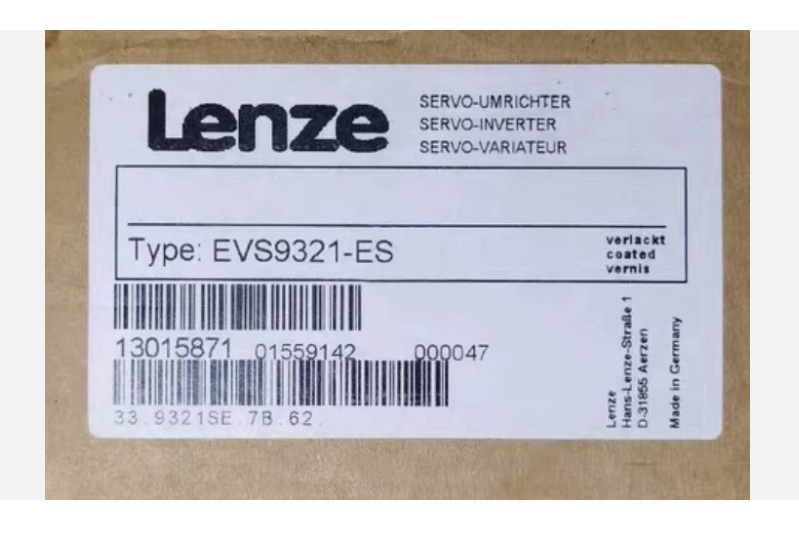 Lenze
SERVO-UMRICHTER
SERVO-INVERTER
SERVO-VARIATEUR
Type: EVS9321-ES
verlackt
coated
vernis
13015871 01559142 000047
33.9321SE.7B.62.
Lenze
Hans-Lenze-Straße 1
D-31855 Aerzen
Made in Germany